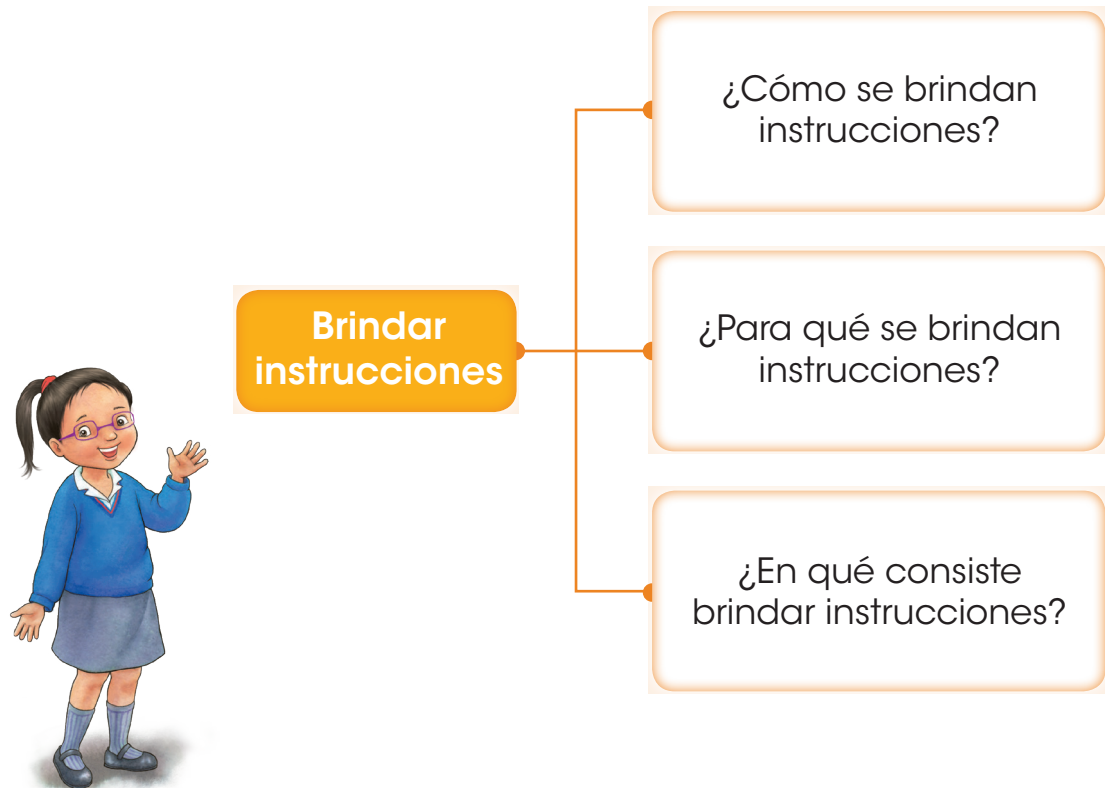 Brindar
instrucciones
¿Cómo se brindan
instrucciones?
¿Para qué se brindan
instrucciones?
¿En qué consiste
brindar instrucciones?